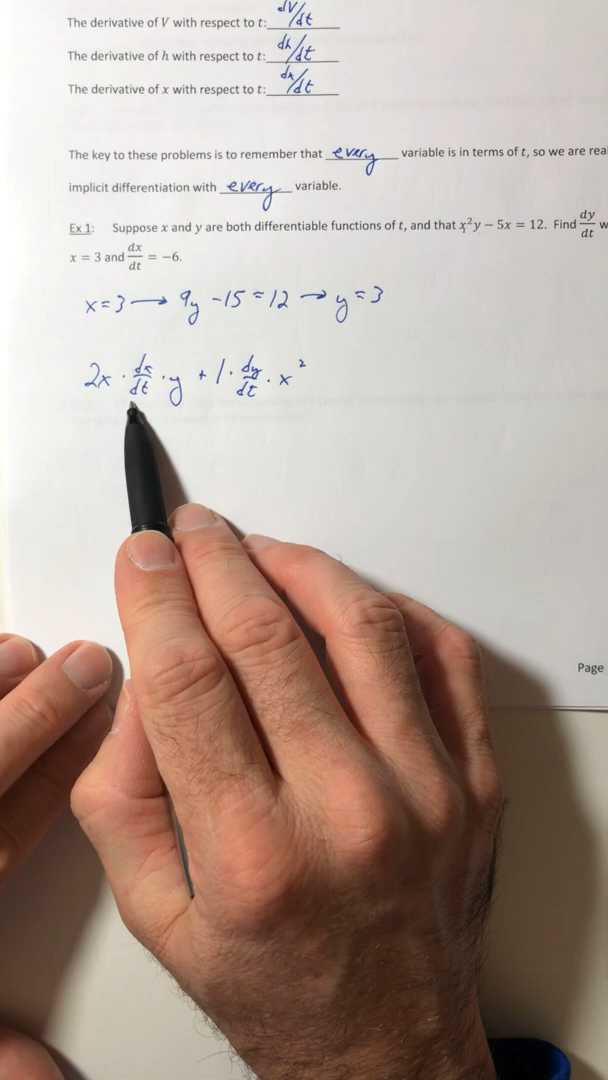 The derivative of V with respect to t: dV/dt
The derivative of h with respect to t: dh/dt
The derivative of x with respect to t: dx/dt
The key to these problems is to remember that every variable is in terms of t, so we are rea
implicit differentiation with every variable.
Ex 1: Suppose x and y are both differentiable functions of t, and that x²y − 5x = 12. Find dy/dt w
x = 3 and dx/dt = −6.
x=3 → 9y −15 = 12 → y = 3
2x · dx/dt · y + 1 · dy/dt · x²
Page